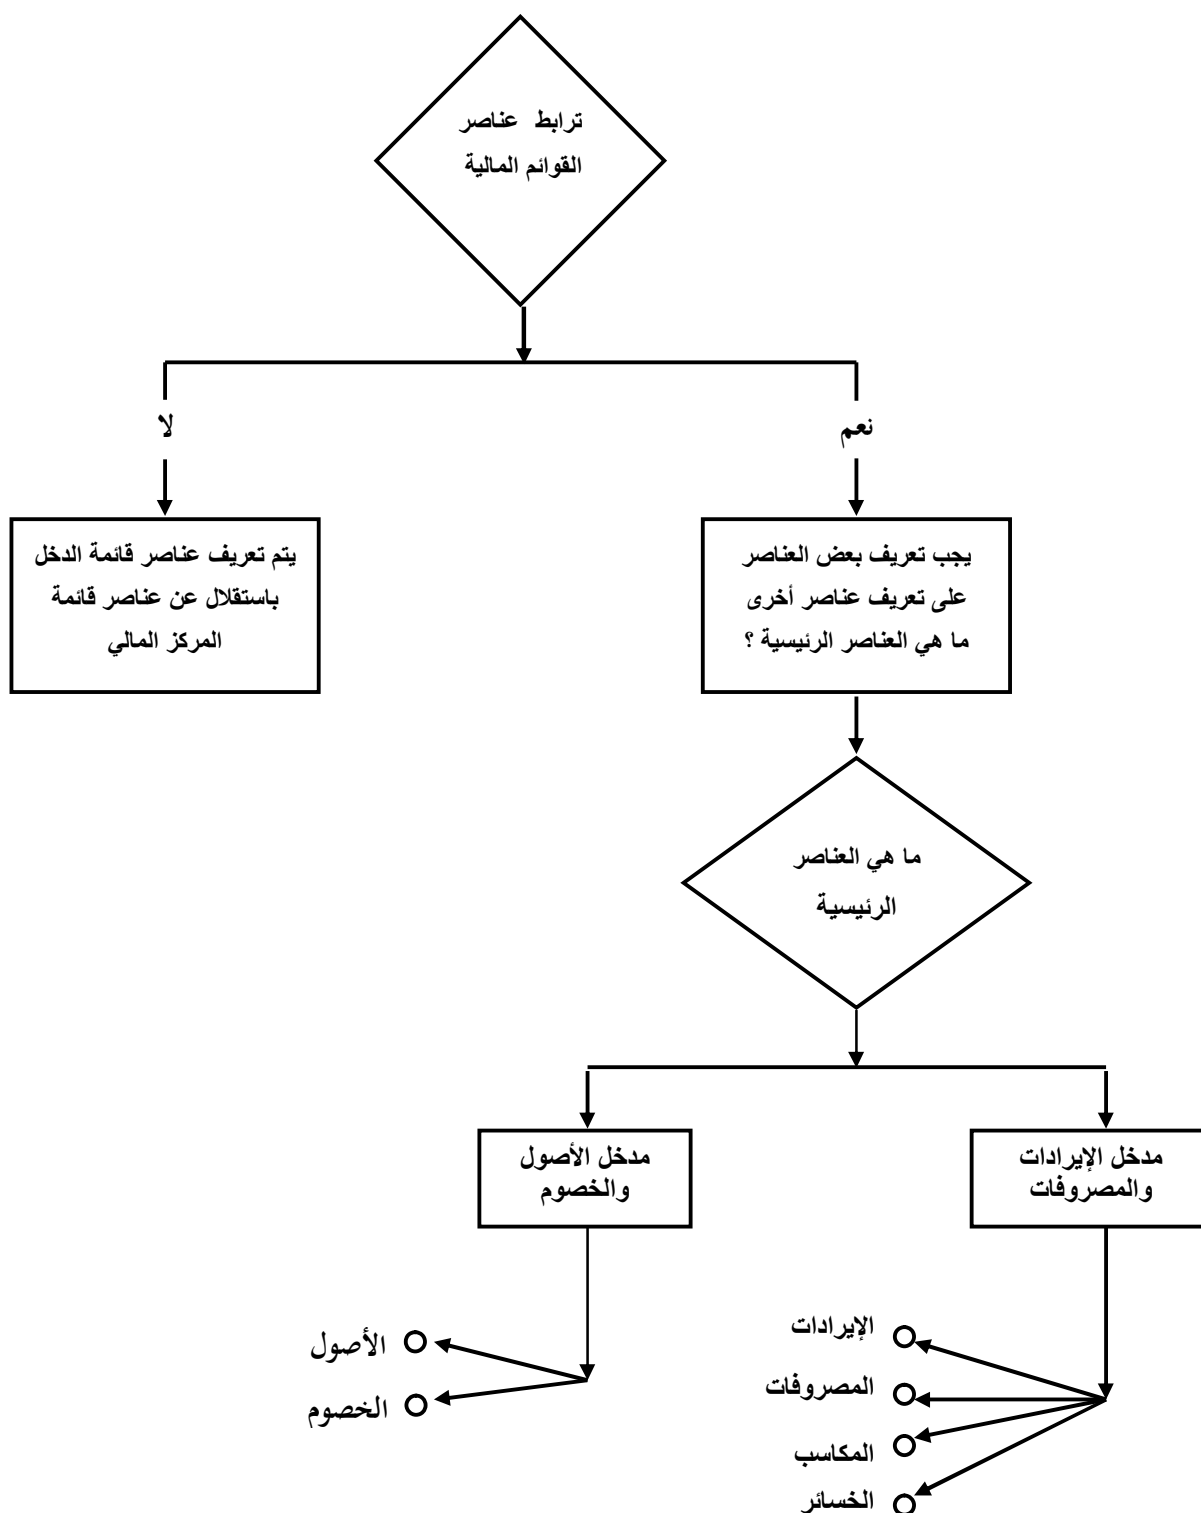 ترابط عناصر
القوائم المالية
نعم
لا
يجب تعريف بعض العناصر
على تعريف عناصر أخرى
ما هي العناصر الرئيسية ؟
يتم تعريف عناصر قائمة الدخل
باستقلال عن عناصر قائمة
المركز المالي
ما هي العناصر
الرئيسية
مدخل الإيرادات
والمصروفات
مدخل الأصول
والخصوم
الإيرادات
المصروفات
المكاسب
الخسائر
الأصول
الخصوم